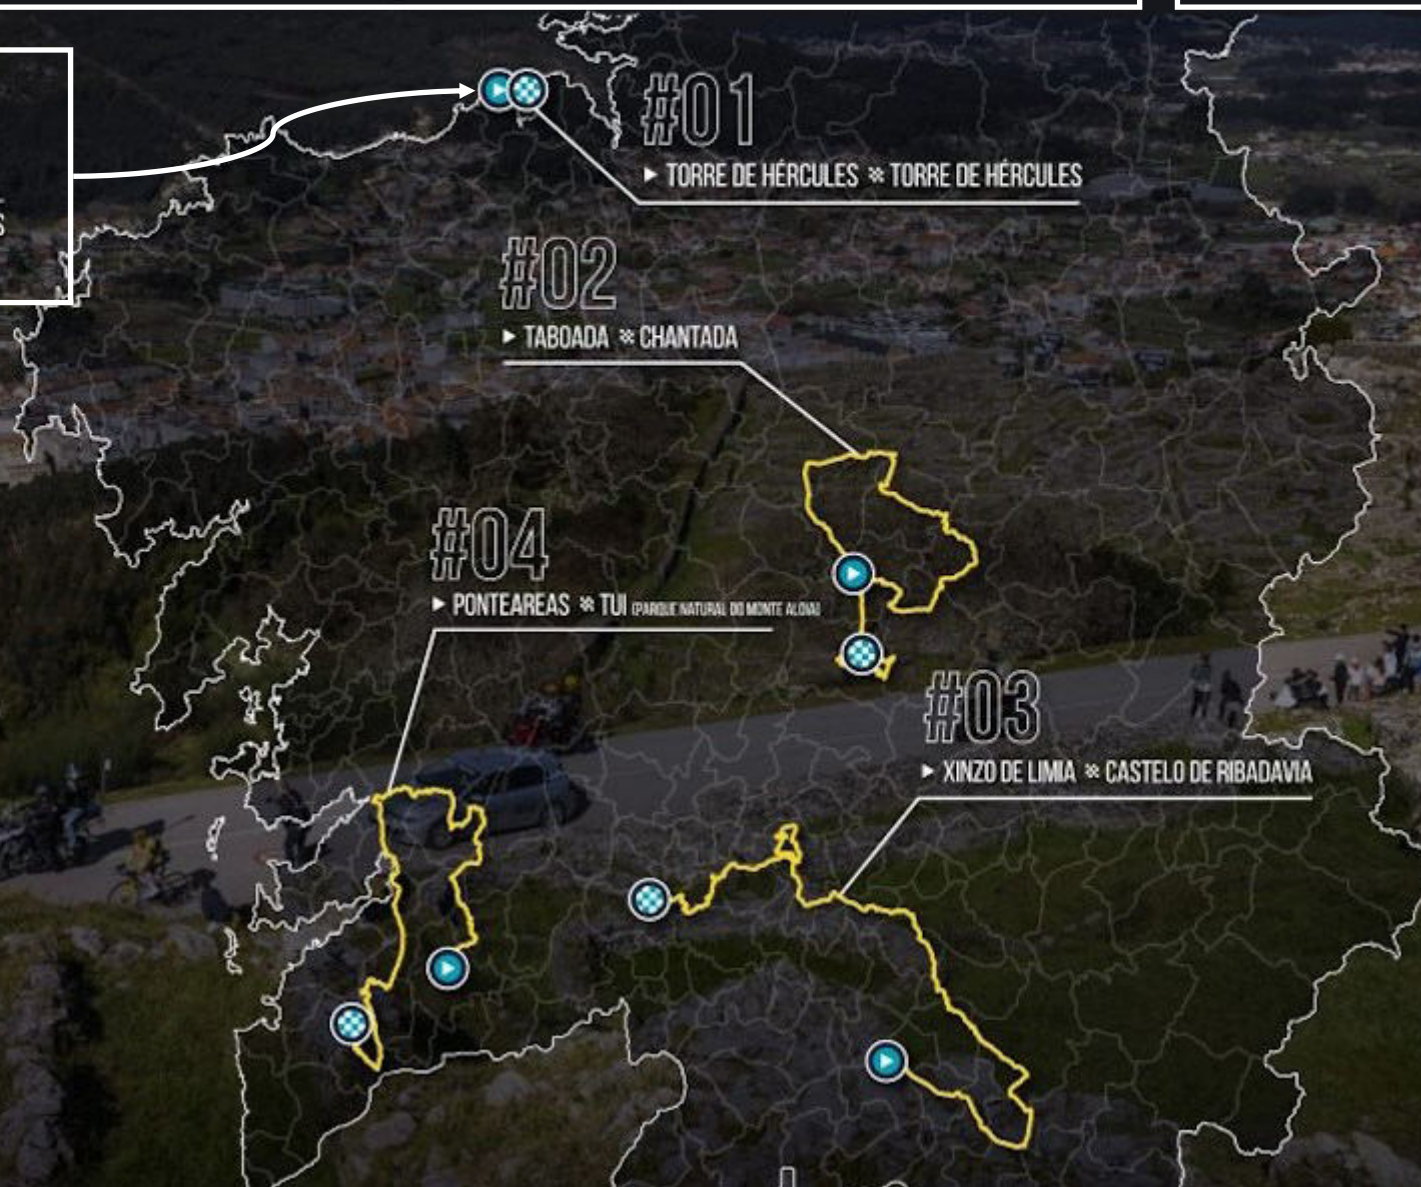 #01
TORRE DE HÉRCULES TORRE DE HÉRCULES
#02
TABOADA CHANTADA
#04
PONTEAREAS TUI (PARQUE NATURAL DO MONTE ALOIA)
#03
XINZO DE LIMIA CASTELO DE RIBADAVIA